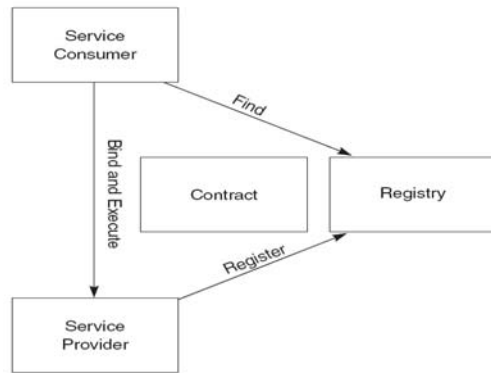 Service
Consumer
Find
Bind and Execute
Contract
Registry
Register
Service
Provider